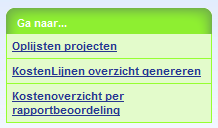 Ga naar...
Oplijsten projecten
KostenLijnen overzicht genereren
Kostenoverzicht per
rapportbeoordeling